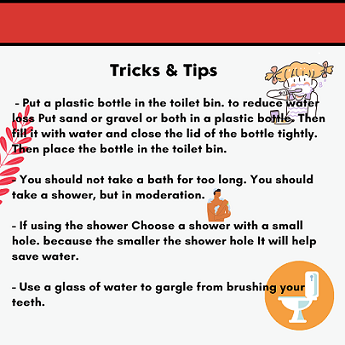 Tricks & Tips
- Put a plastic bottle in the toilet bin. to reduce water
lass Put sand or gravel or both in a plastic bottle. Then
fill it with water and close the lid of the bottle tightly.
Then place the bottle in the toilet bin.
- You should not take a bath for too long. You should
take a shower, but in moderation.
- If using the shower Choose a shower with a small
hole. because the smaller the shower hole It will help
save water.
- Use a glass of water to gargle from brushing your
teeth.